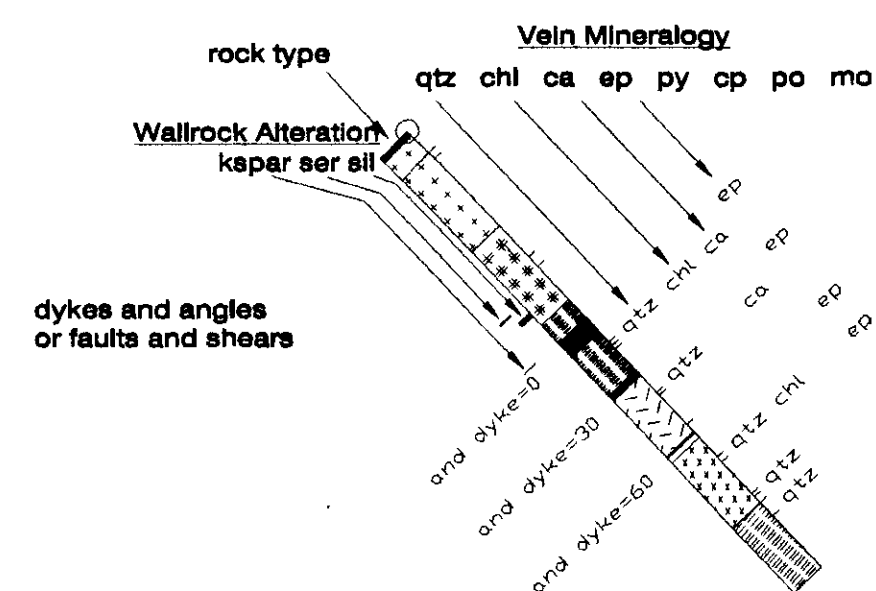 Vein Mineralogy
rock type
qtz chl ca ep py cp po mo
Wallrock Alteration
kspar ser sil
ep
qtz chl ca ep
dykes and angles
or faults and shears
ca ep
qtz ep
and dyke=0
qtz chl
and dyke=30
qtz
qtz
and dyke=60